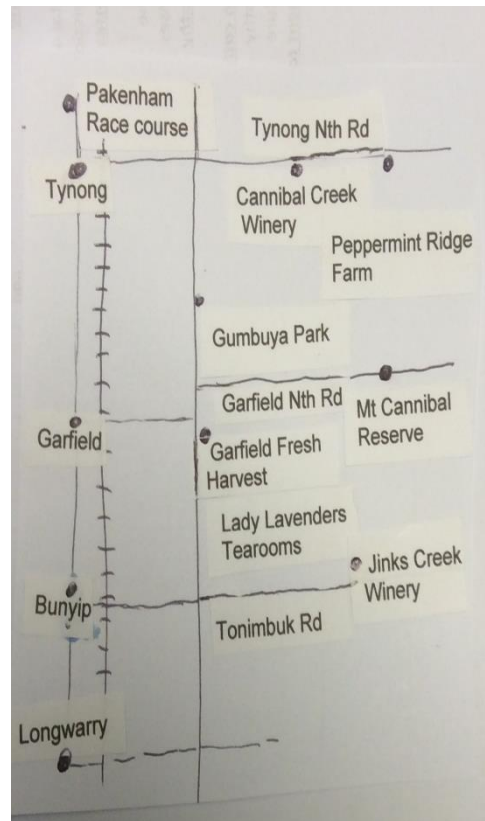 Pakenham
Race course
Tynong Nth Rd
Tynong
Cannibal Creek
Winery
Peppermint Ridge
Farm
Gumbuya Park
Garfield Nth Rd
Mt Cannibal
Reserve
Garfield
Garfield Fresh
Harvest
Lady Lavenders
Tearooms
Jinks Creek
Winery
Bunyip
Tonimbuk Rd
Longwarry